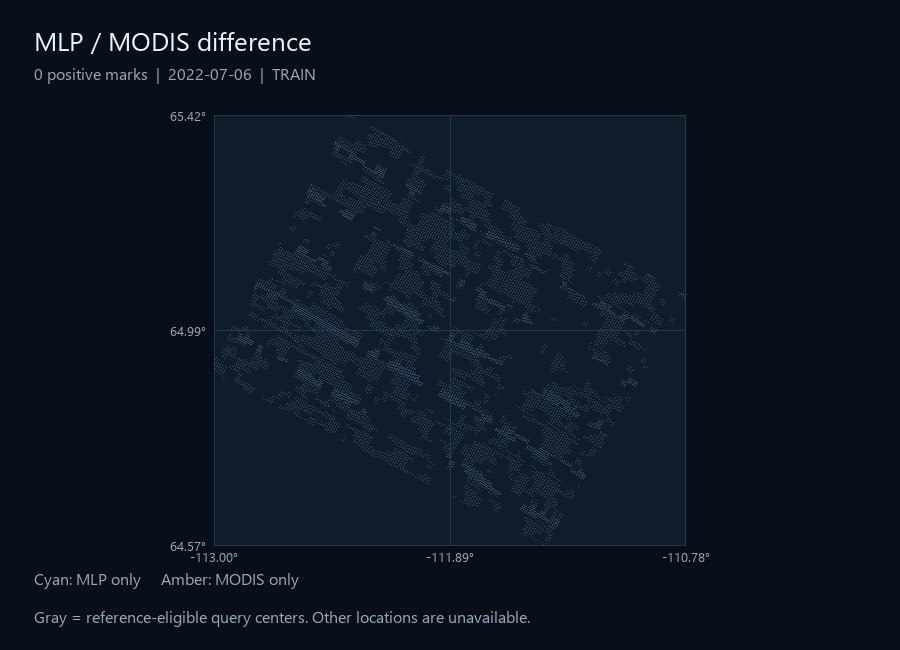 MLP / MODIS difference
0 positive marks | 2022-07-06 | TRAIN
65.42°
64.99°
64.57°
-113.00° -111.89° -110.78°
Cyan: MLP only Amber: MODIS only
Gray = reference-eligible query centers. Other locations are unavailable.